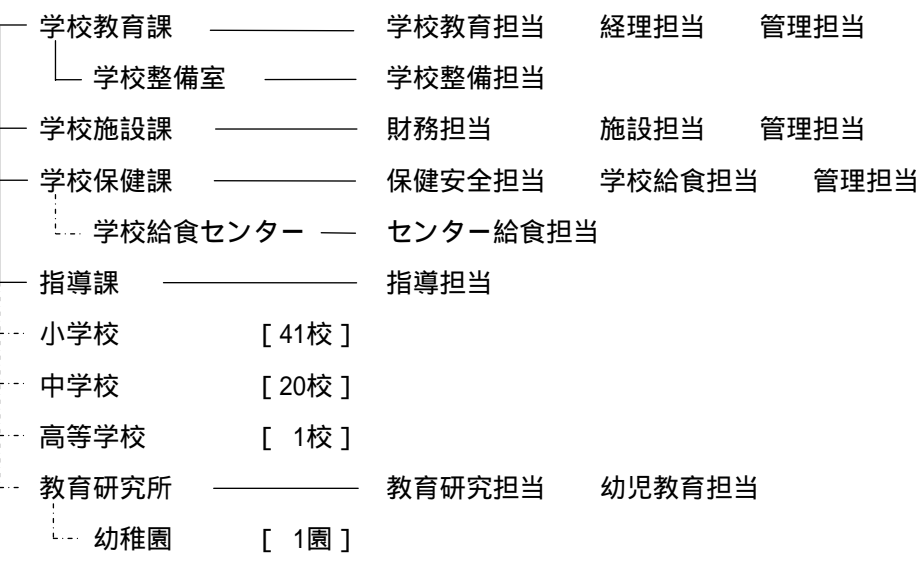 学校教育課 学校教育担当 経理担当 管理担当
学校整備室 学校整備担当
学校施設課 財務担当 施設担当 管理担当
学校保健課 保健安全担当 学校給食担当 管理担当
学校給食センター センター給食担当
指導課 指導担当
小学校 [ 41校 ]
中学校 [ 20校 ]
高等学校 [ 1校 ]
教育研究所 教育研究担当 幼児教育担当
幼稚園 [ 1園 ]